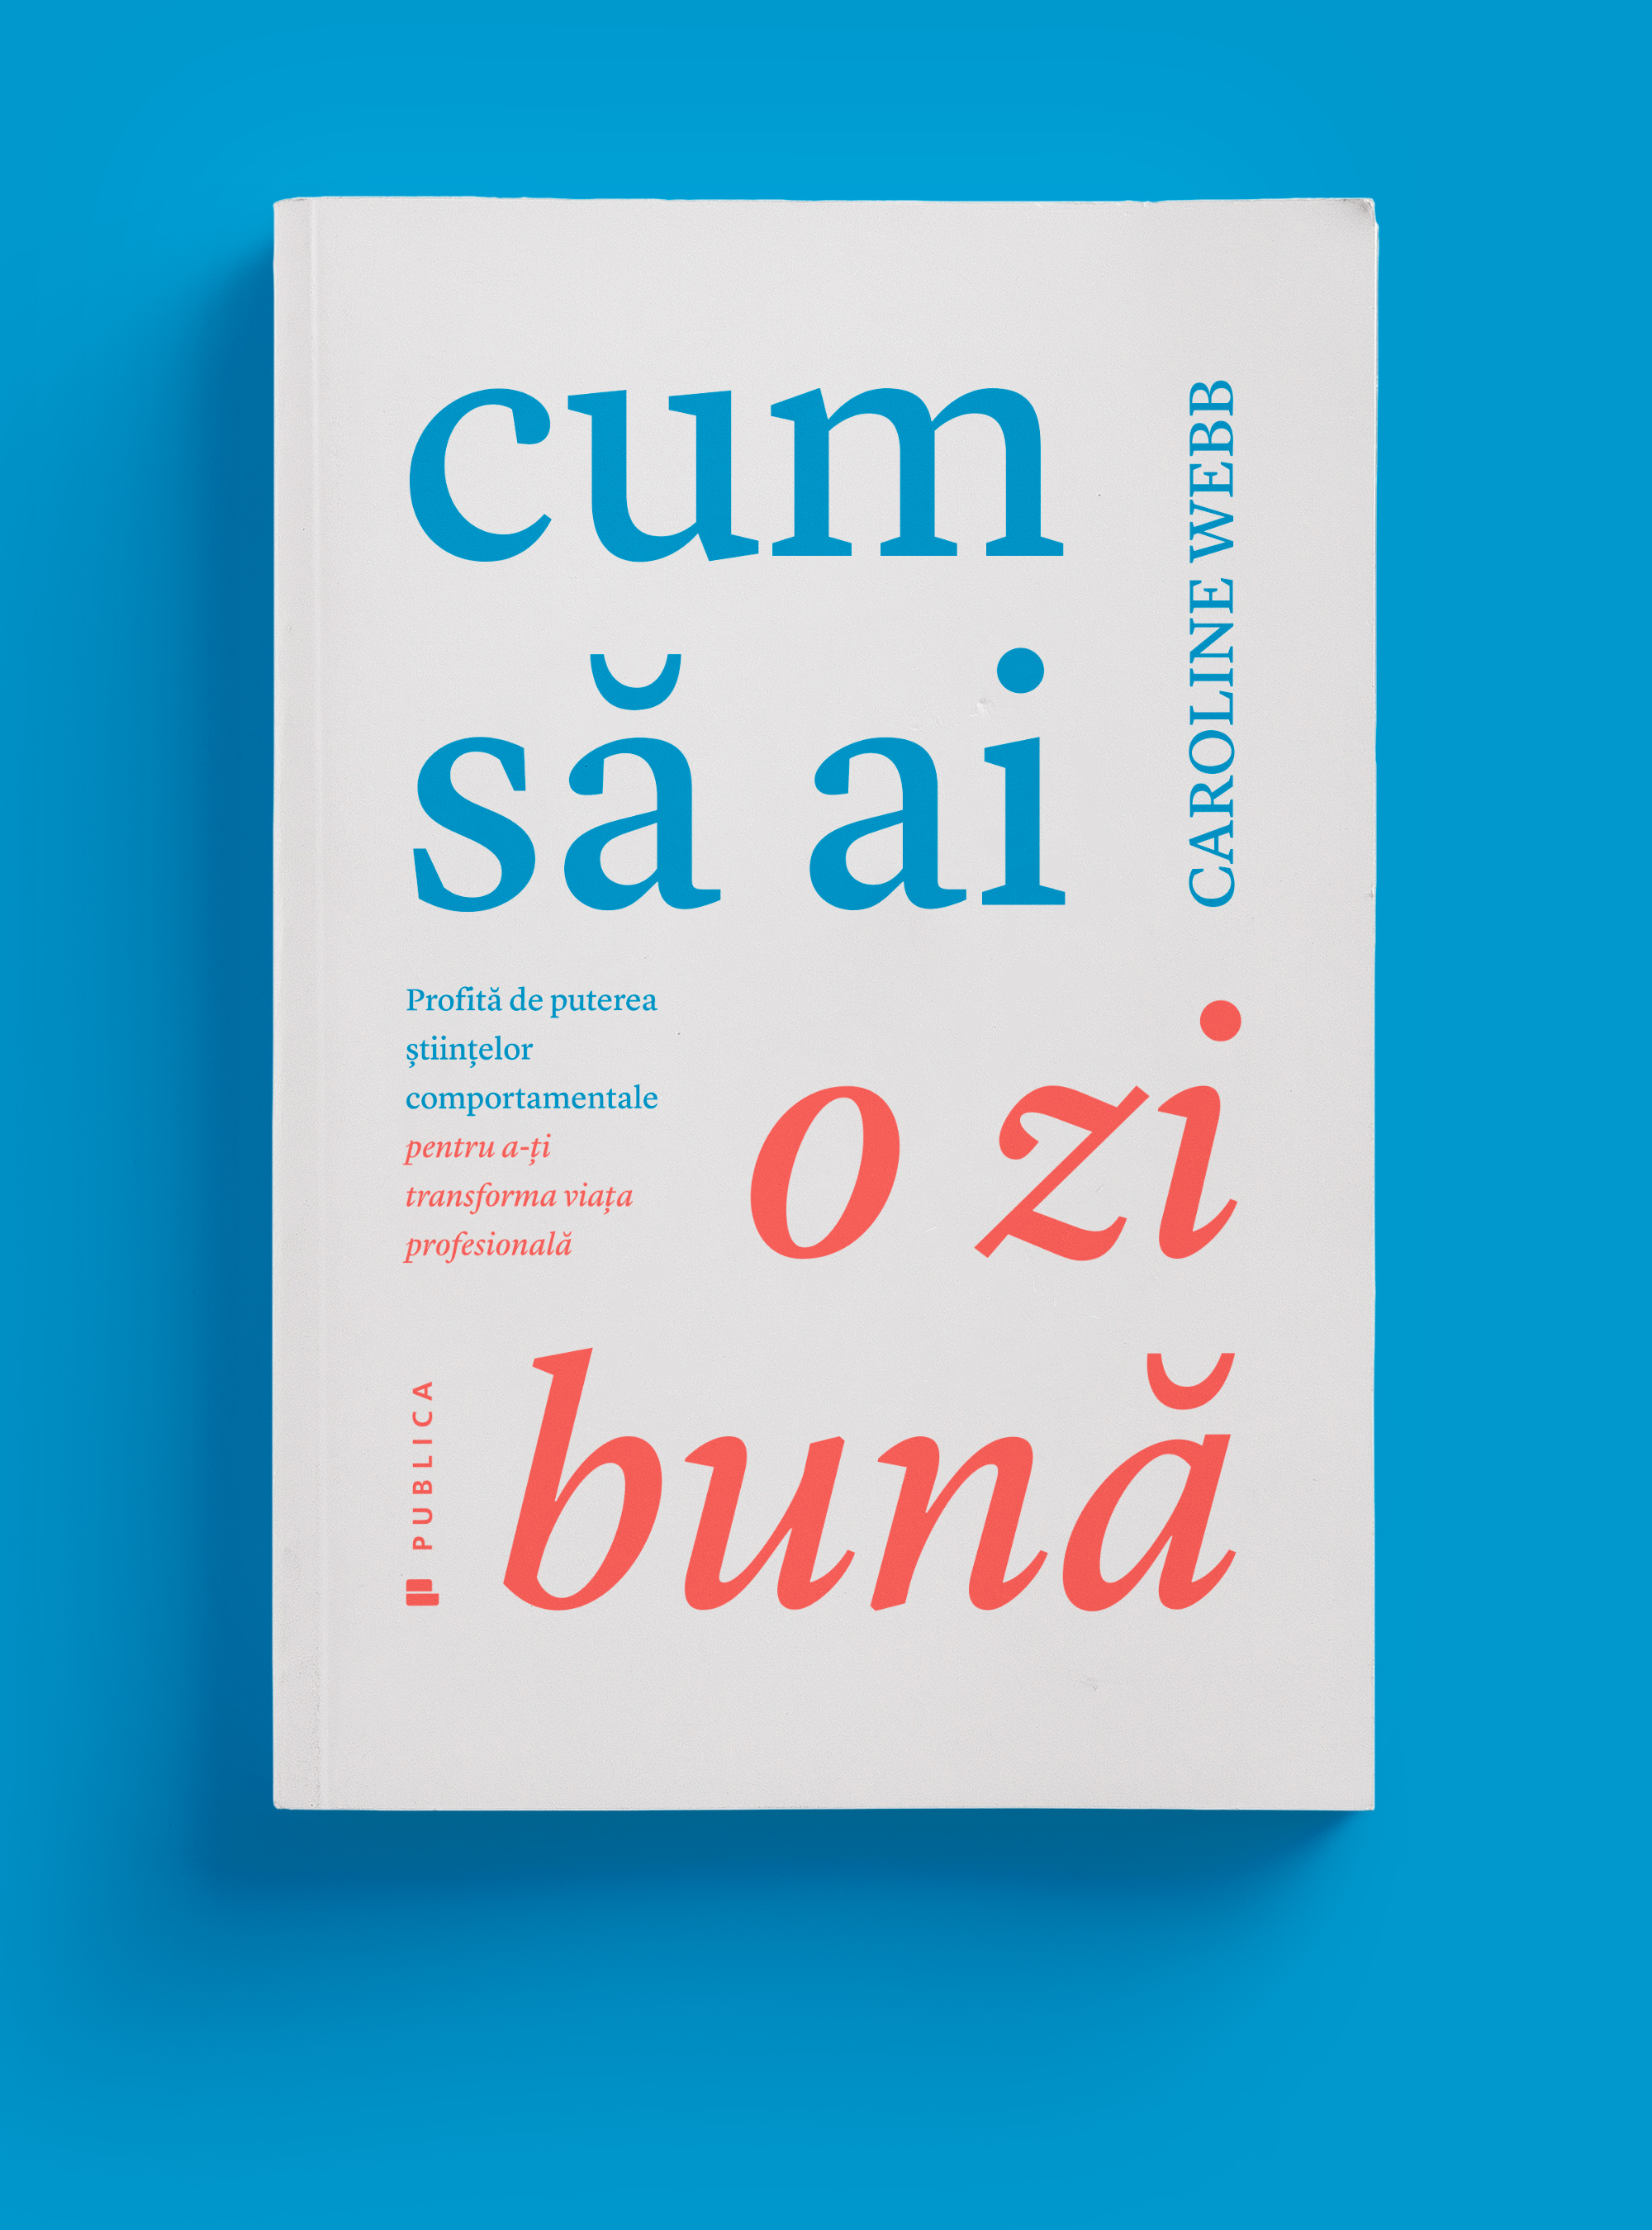 cum
să ai
CAROLINE WEBB
Profită de puterea
științelor
comportamentale
pentru a-ți
transforma viața
profesională
o zi
bună
PUBLICA